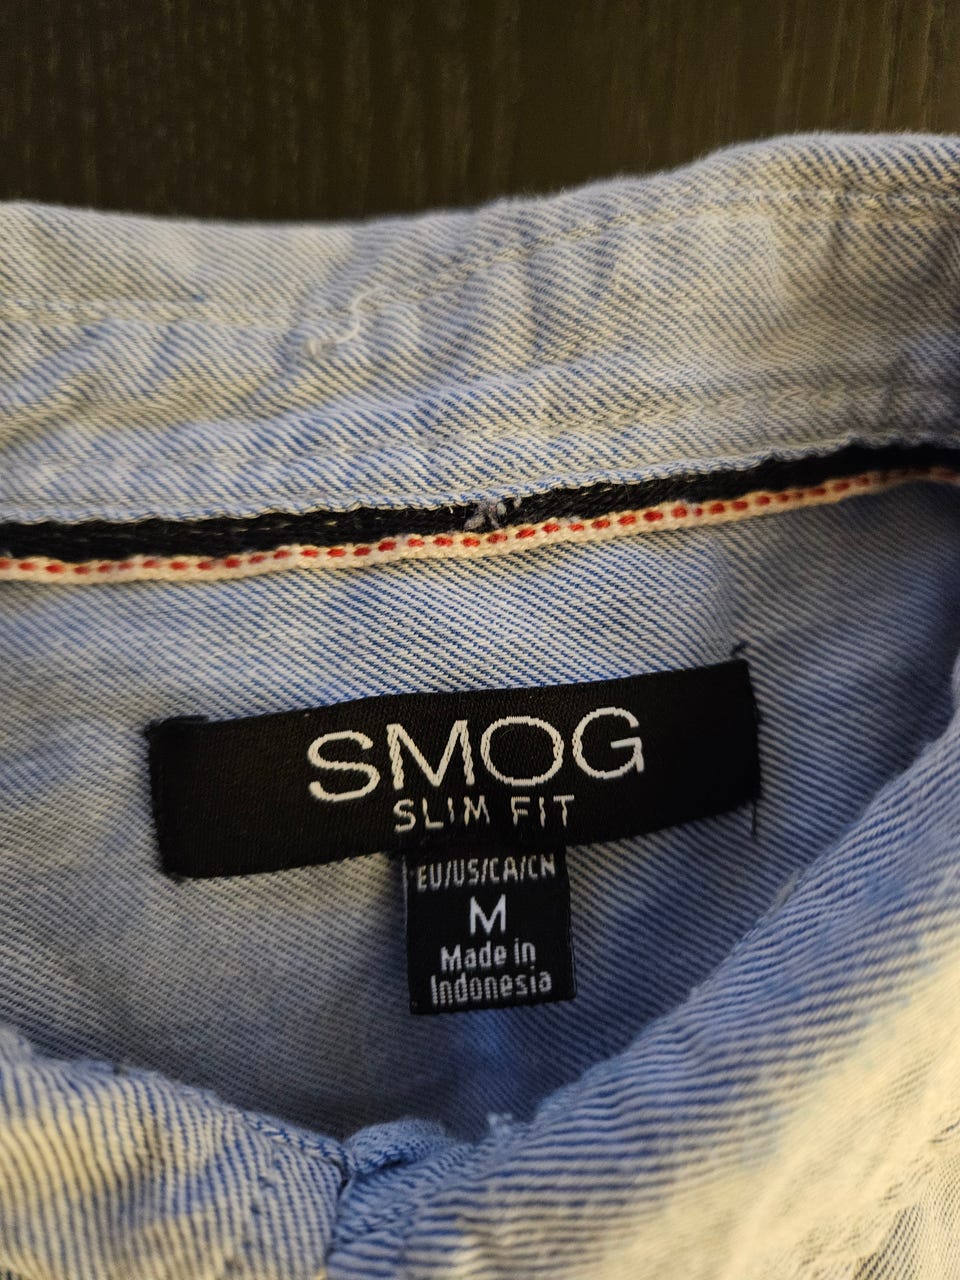 SMOG
SLIM FIT
EU/US/CA/CN
M
Made in
Indonesia